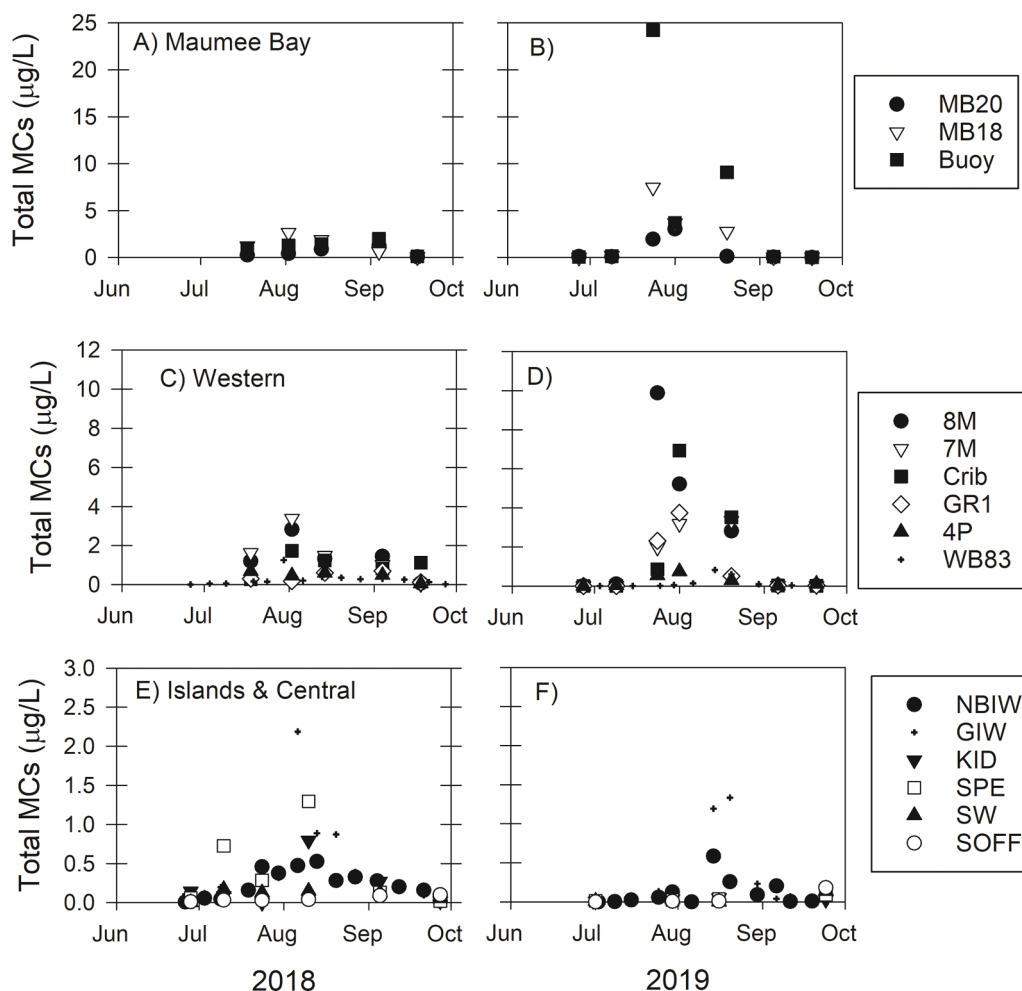 A) Maumee Bay
B)
Total MCs (µg/L)
25
20
15
10
5
0
Jun Jul Aug Sep Oct
Jun Jul Aug Sep Oct
MB20
MB18
Buoy
C) Western
D)
Total MCs (µg/L)
12
10
8
6
4
2
0
Jun Jul Aug Sep Oct
Jun Jul Aug Sep Oct
8M
7M
Crib
GR1
4P
WB83
E) Islands & Central
F)
Total MCs (µg/L)
3.0
2.5
2.0
1.5
1.0
0.5
0.0
Jun Jul Aug Sep Oct
Jun Jul Aug Sep Oct
NBIW
GIW
KID
SPE
SW
SOFF
2018
2019